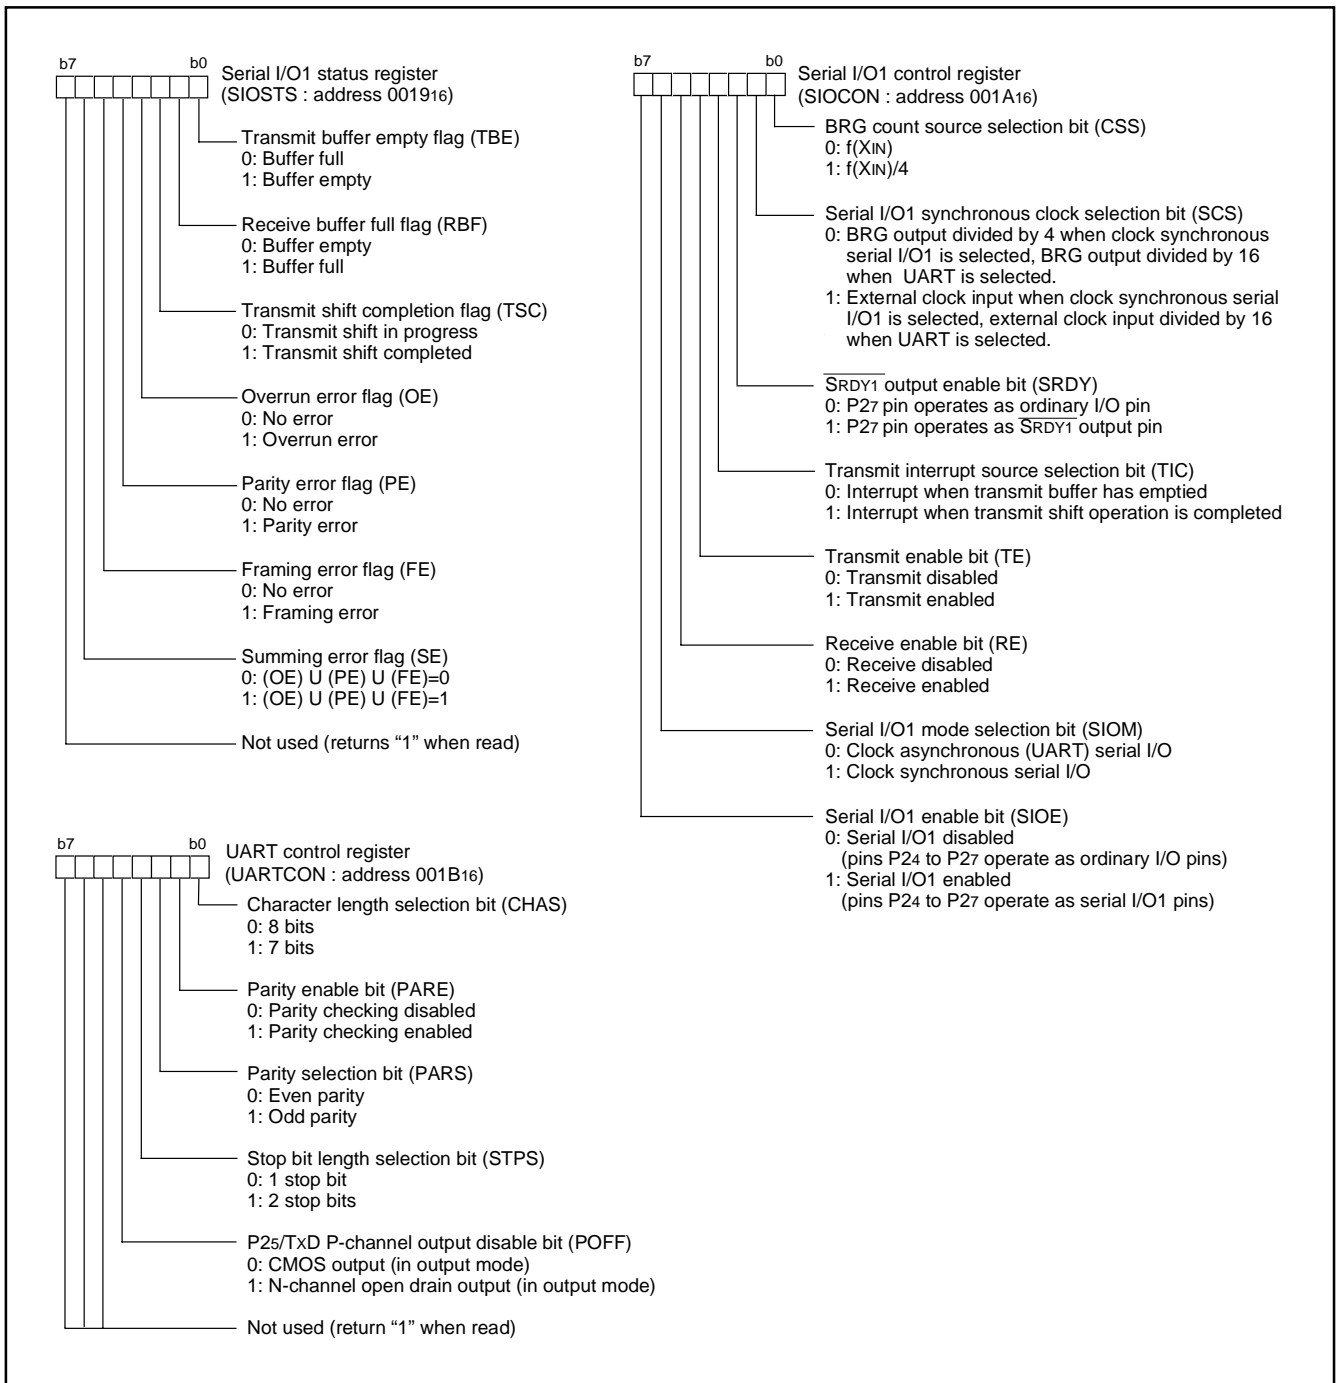 b7 b0
Serial I/O1 status register
(SIOSTS : address 001916)
Transmit buffer empty flag (TBE)
0: Buffer full
1: Buffer empty
Receive buffer full flag (RBF)
0: Buffer empty
1: Buffer full
Transmit shift completion flag (TSC)
0: Transmit shift in progress
1: Transmit shift completed
Overrun error flag (OE)
0: No error
1: Overrun error
Parity error flag (PE)
0: No error
1: Parity error
Framing error flag (FE)
0: No error
1: Framing error
Summing error flag (SE)
0: (OE) U (PE) U (FE)=0
1: (OE) U (PE) U (FE)=1
Not used (returns “1” when read)
b7 b0
UART control register
(UARTCON : address 001B16)
Character length selection bit (CHAS)
0: 8 bits
1: 7 bits
Parity enable bit (PARE)
0: Parity checking disabled
1: Parity checking enabled
Parity selection bit (PARS)
0: Even parity
1: Odd parity
Stop bit length selection bit (STPS)
0: 1 stop bit
1: 2 stop bits
P25/TXD P-channel output disable bit (POFF)
0: CMOS output (in output mode)
1: N-channel open drain output (in output mode)
Not used (return “1” when read)
b7 b0
Serial I/O1 control register
(SIOCON : address 001A16)
BRG count source selection bit (CSS)
0: f(XIN)
1: f(XIN)/4
Serial I/O1 synchronous clock selection bit (SCS)
0: BRG output divided by 4 when clock synchronous
serial I/O1 is selected, BRG output divided by 16
when UART is selected.
1: External clock input when clock synchronous serial
I/O1 is selected, external clock input divided by 16
when UART is selected.
SRDY1 output enable bit (SRDY)
0: P27 pin operates as ordinary I/O pin
1: P27 pin operates as SRDY1 output pin
Transmit interrupt source selection bit (TIC)
0: Interrupt when transmit buffer has emptied
1: Interrupt when transmit shift operation is completed
Transmit enable bit (TE)
0: Transmit disabled
1: Transmit enabled
Receive enable bit (RE)
0: Receive disabled
1: Receive enabled
Serial I/O1 mode selection bit (SIOM)
0: Clock asynchronous (UART) serial I/O
1: Clock synchronous serial I/O
Serial I/O1 enable bit (SIOE)
0: Serial I/O1 disabled
(pins P24 to P27 operate as ordinary I/O pins)
1: Serial I/O1 enabled
(pins P24 to P27 operate as serial I/O1 pins)